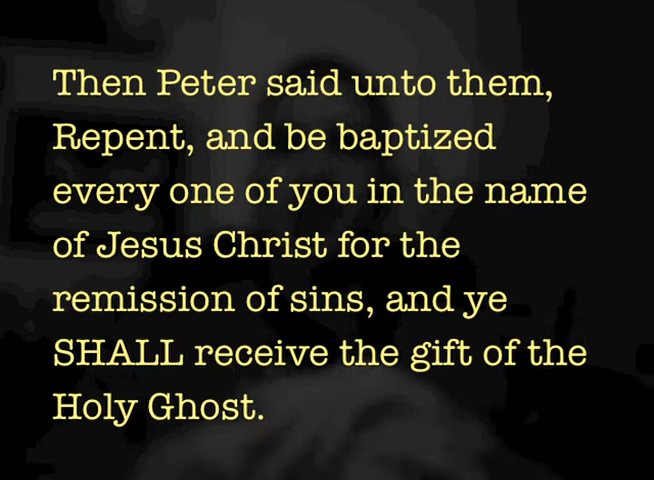 Then Peter said unto them,
Repent, and be baptized
every one of you in the name
of Jesus Christ for the
remission of sins, and ye
SHALL receive the gift of the
Holy Ghost.